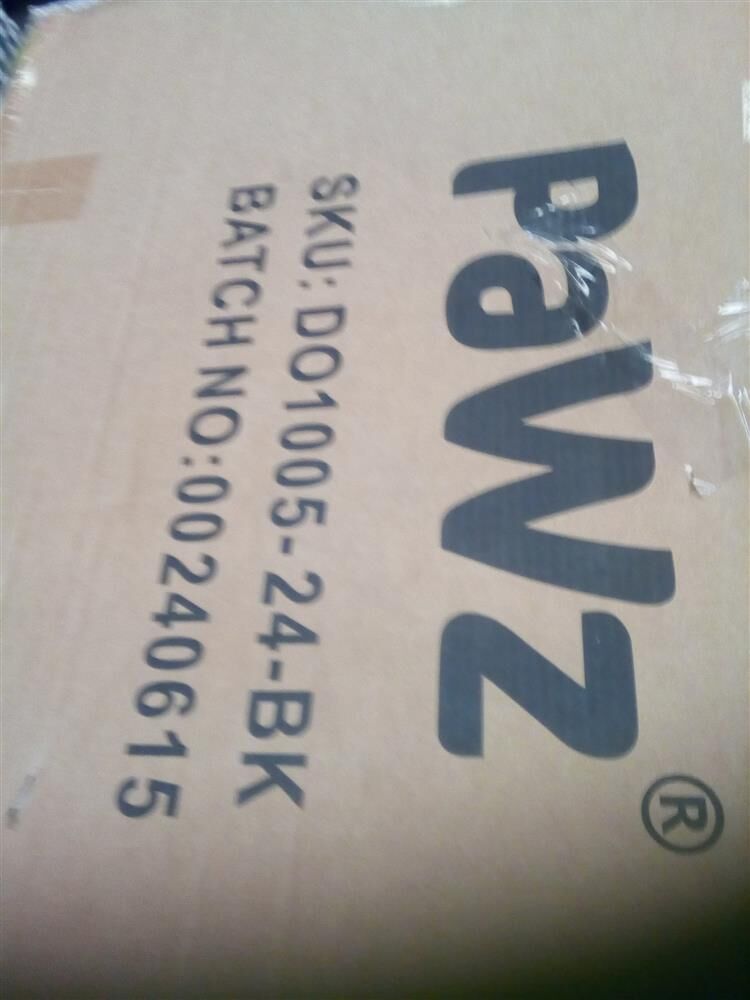 PaWZ®
SKU: DO1005-24-BK
BATCH NO:00240615